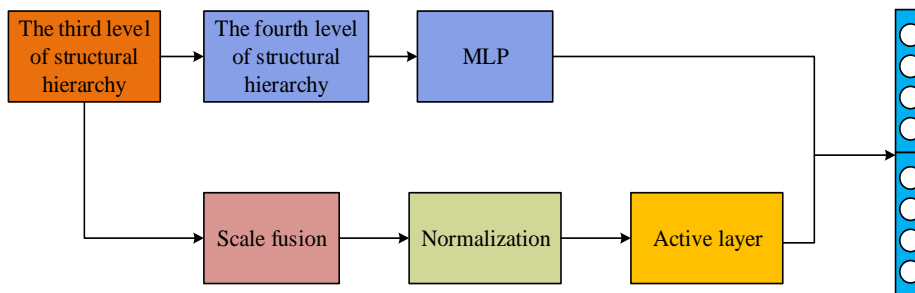 The third level
of structural
hierarchy
The fourth level
of structural
hierarchy
MLP
Scale fusion
Normalization
Active layer